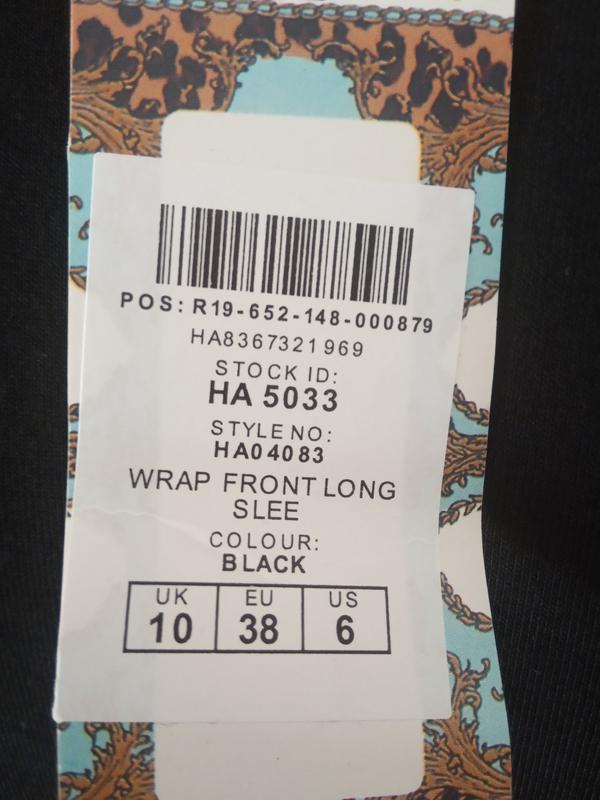 POS: R19-652-148-000879
HA8367321969
STOCK ID:
HA 5033
STYLE NO:
HA04083
WRAP FRONT LONG
SLEE
COLOUR:
BLACK
UK EU US
10 38 6